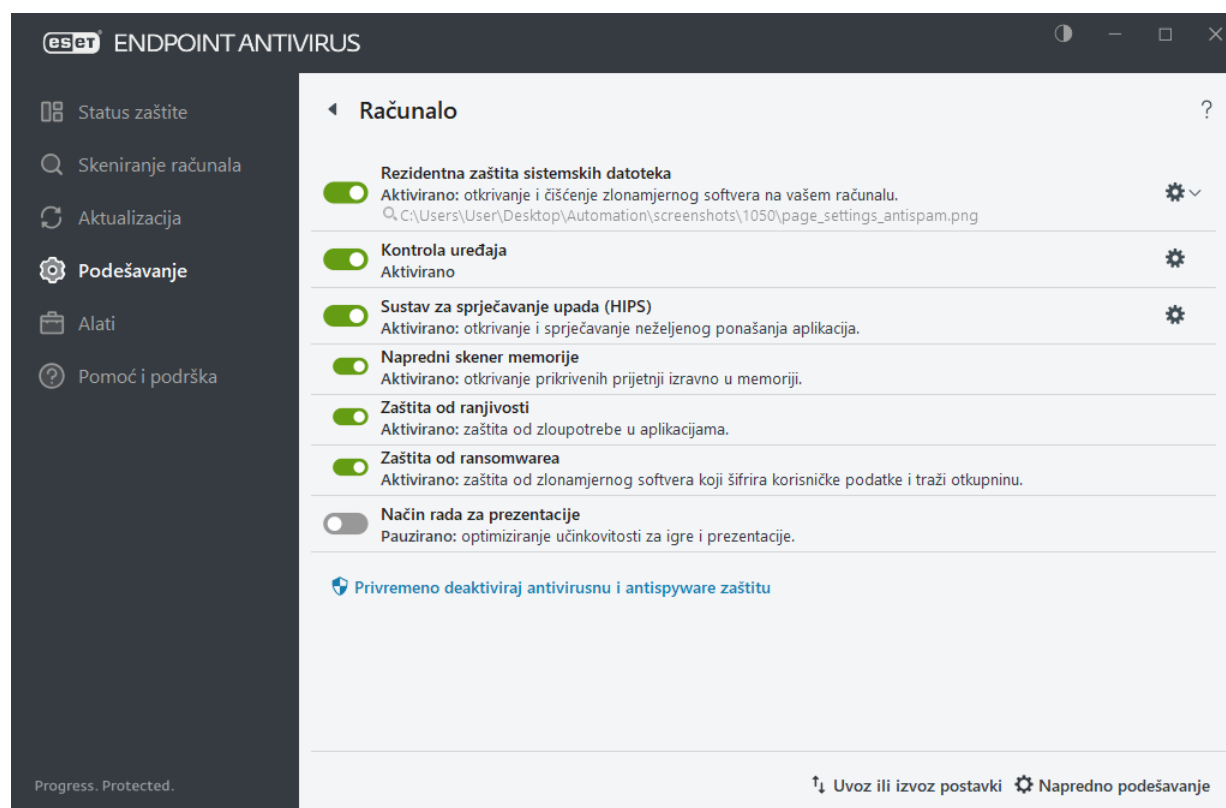 eset ENDPOINT ANTIVIRUS
Status zaštite
Skeniranje računala
Aktualizacija
Podešavanje
Alati
Pomoć i podrška
Progress. Protected.
Računalo
?
Rezidentna zaštita sistemskih datoteka
Aktivirano: otkrivanje i čišćenje zlonamjernog softvera na vašem računalu.
C:\Users\User\Desktop\Automation\screenshots\1050\page_settings_antispam.png
Kontrola uređaja
Aktivirano
Sustav za sprječavanje upada (HIPS)
Aktivirano: otkrivanje i sprječavanje neželjenog ponašanja aplikacija.
Napredni skener memorije
Aktivirano: otkrivanje prikrivenih prijetnji izravno u memoriji.
Zaštita od ranjivosti
Aktivirano: zaštita od zloupotrebe u aplikacijama.
Zaštita od ransomwarea
Aktivirano: zaštita od zlonamjernog softvera koji šifrira korisničke podatke i traži otkupninu.
Način rada za prezentacije
Pauzirano: optimiziranje učinkovitosti za igre i prezentacije.
Privremeno deaktiviraj antivirusnu i antispyware zaštitu
Uvoz ili izvoz postavki Napredno podešavanje